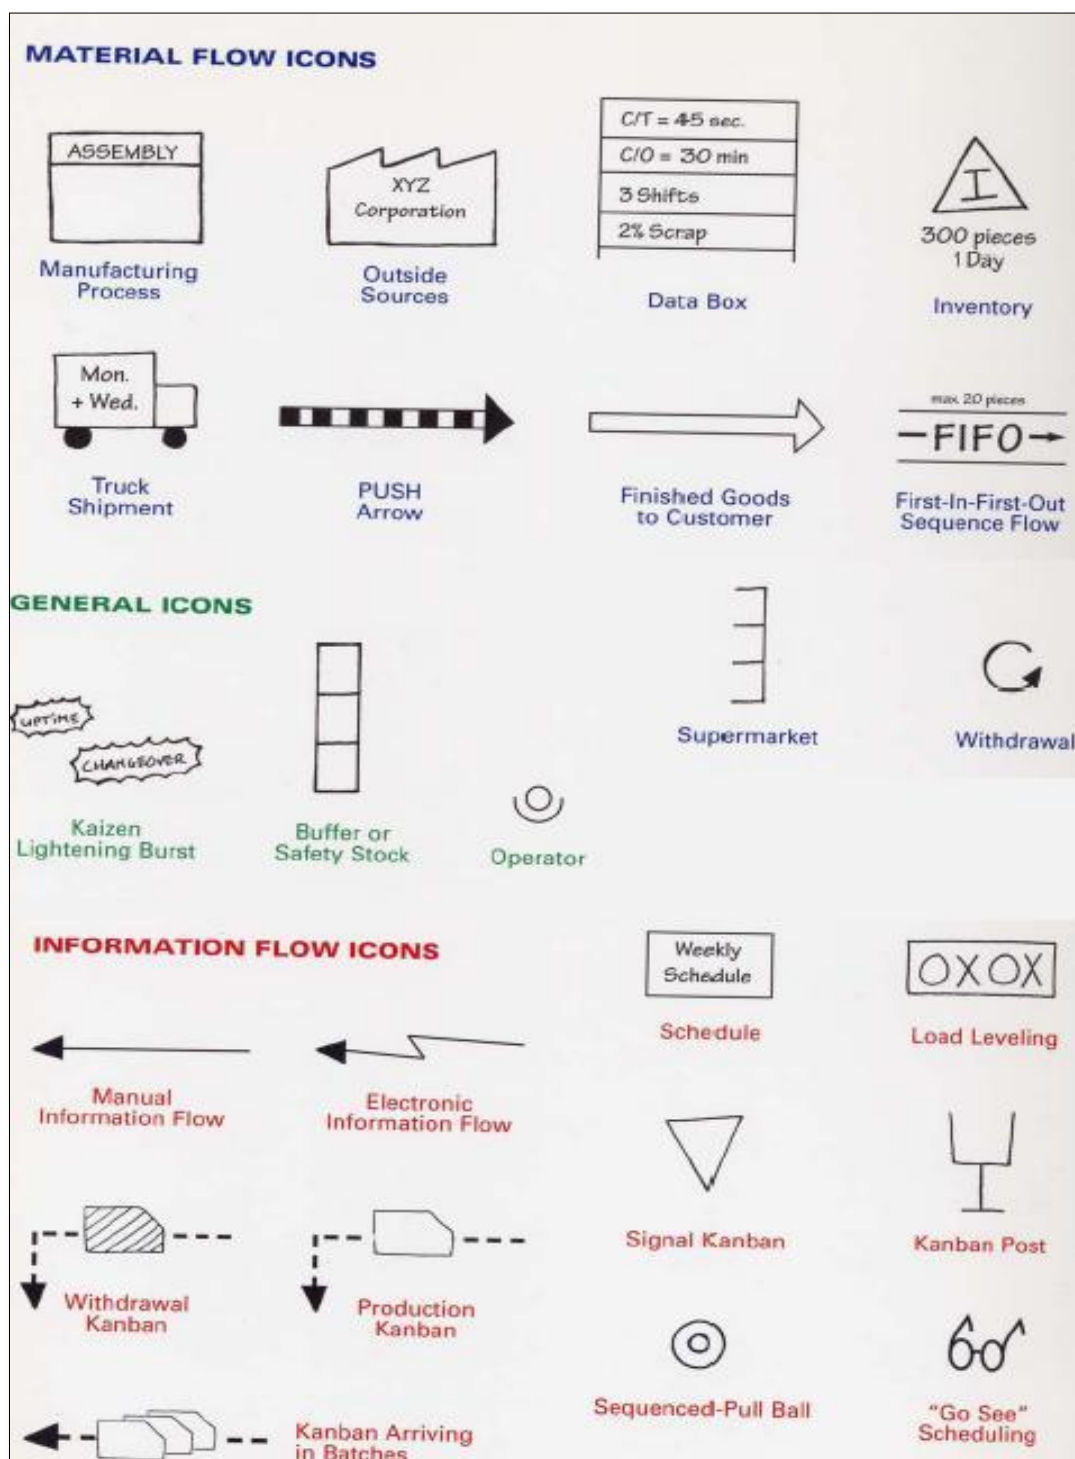 MATERIAL FLOW ICONS
ASSEMBLY
Manufacturing
Process
XYZ
Corporation
Outside
Sources
C/T = 45 sec.
C/O = 30 min
3 Shifts
2% Scrap
Data Box
I
300 pieces
1 Day
Inventory
Mon.
+ Wed.
Truck
Shipment
PUSH
Arrow
Finished Goods
to Customer
max. 20 pieces
FIFO
First-In-First-Out
Sequence Flow
GENERAL ICONS
UPTIME
CHANGEOVER
Kaizen
Lightening Burst
Buffer or
Safety Stock
Operator
Supermarket
Withdrawal
INFORMATION FLOW ICONS
Manual
Information Flow
Electronic
Information Flow
Weekly
Schedule
Schedule
OXOX
Load Leveling
Withdrawal
Kanban
Production
Kanban
Signal Kanban
Kanban Post
Kanban Arriving
in Batches
Sequenced-Pull Ball
"Go See"
Scheduling